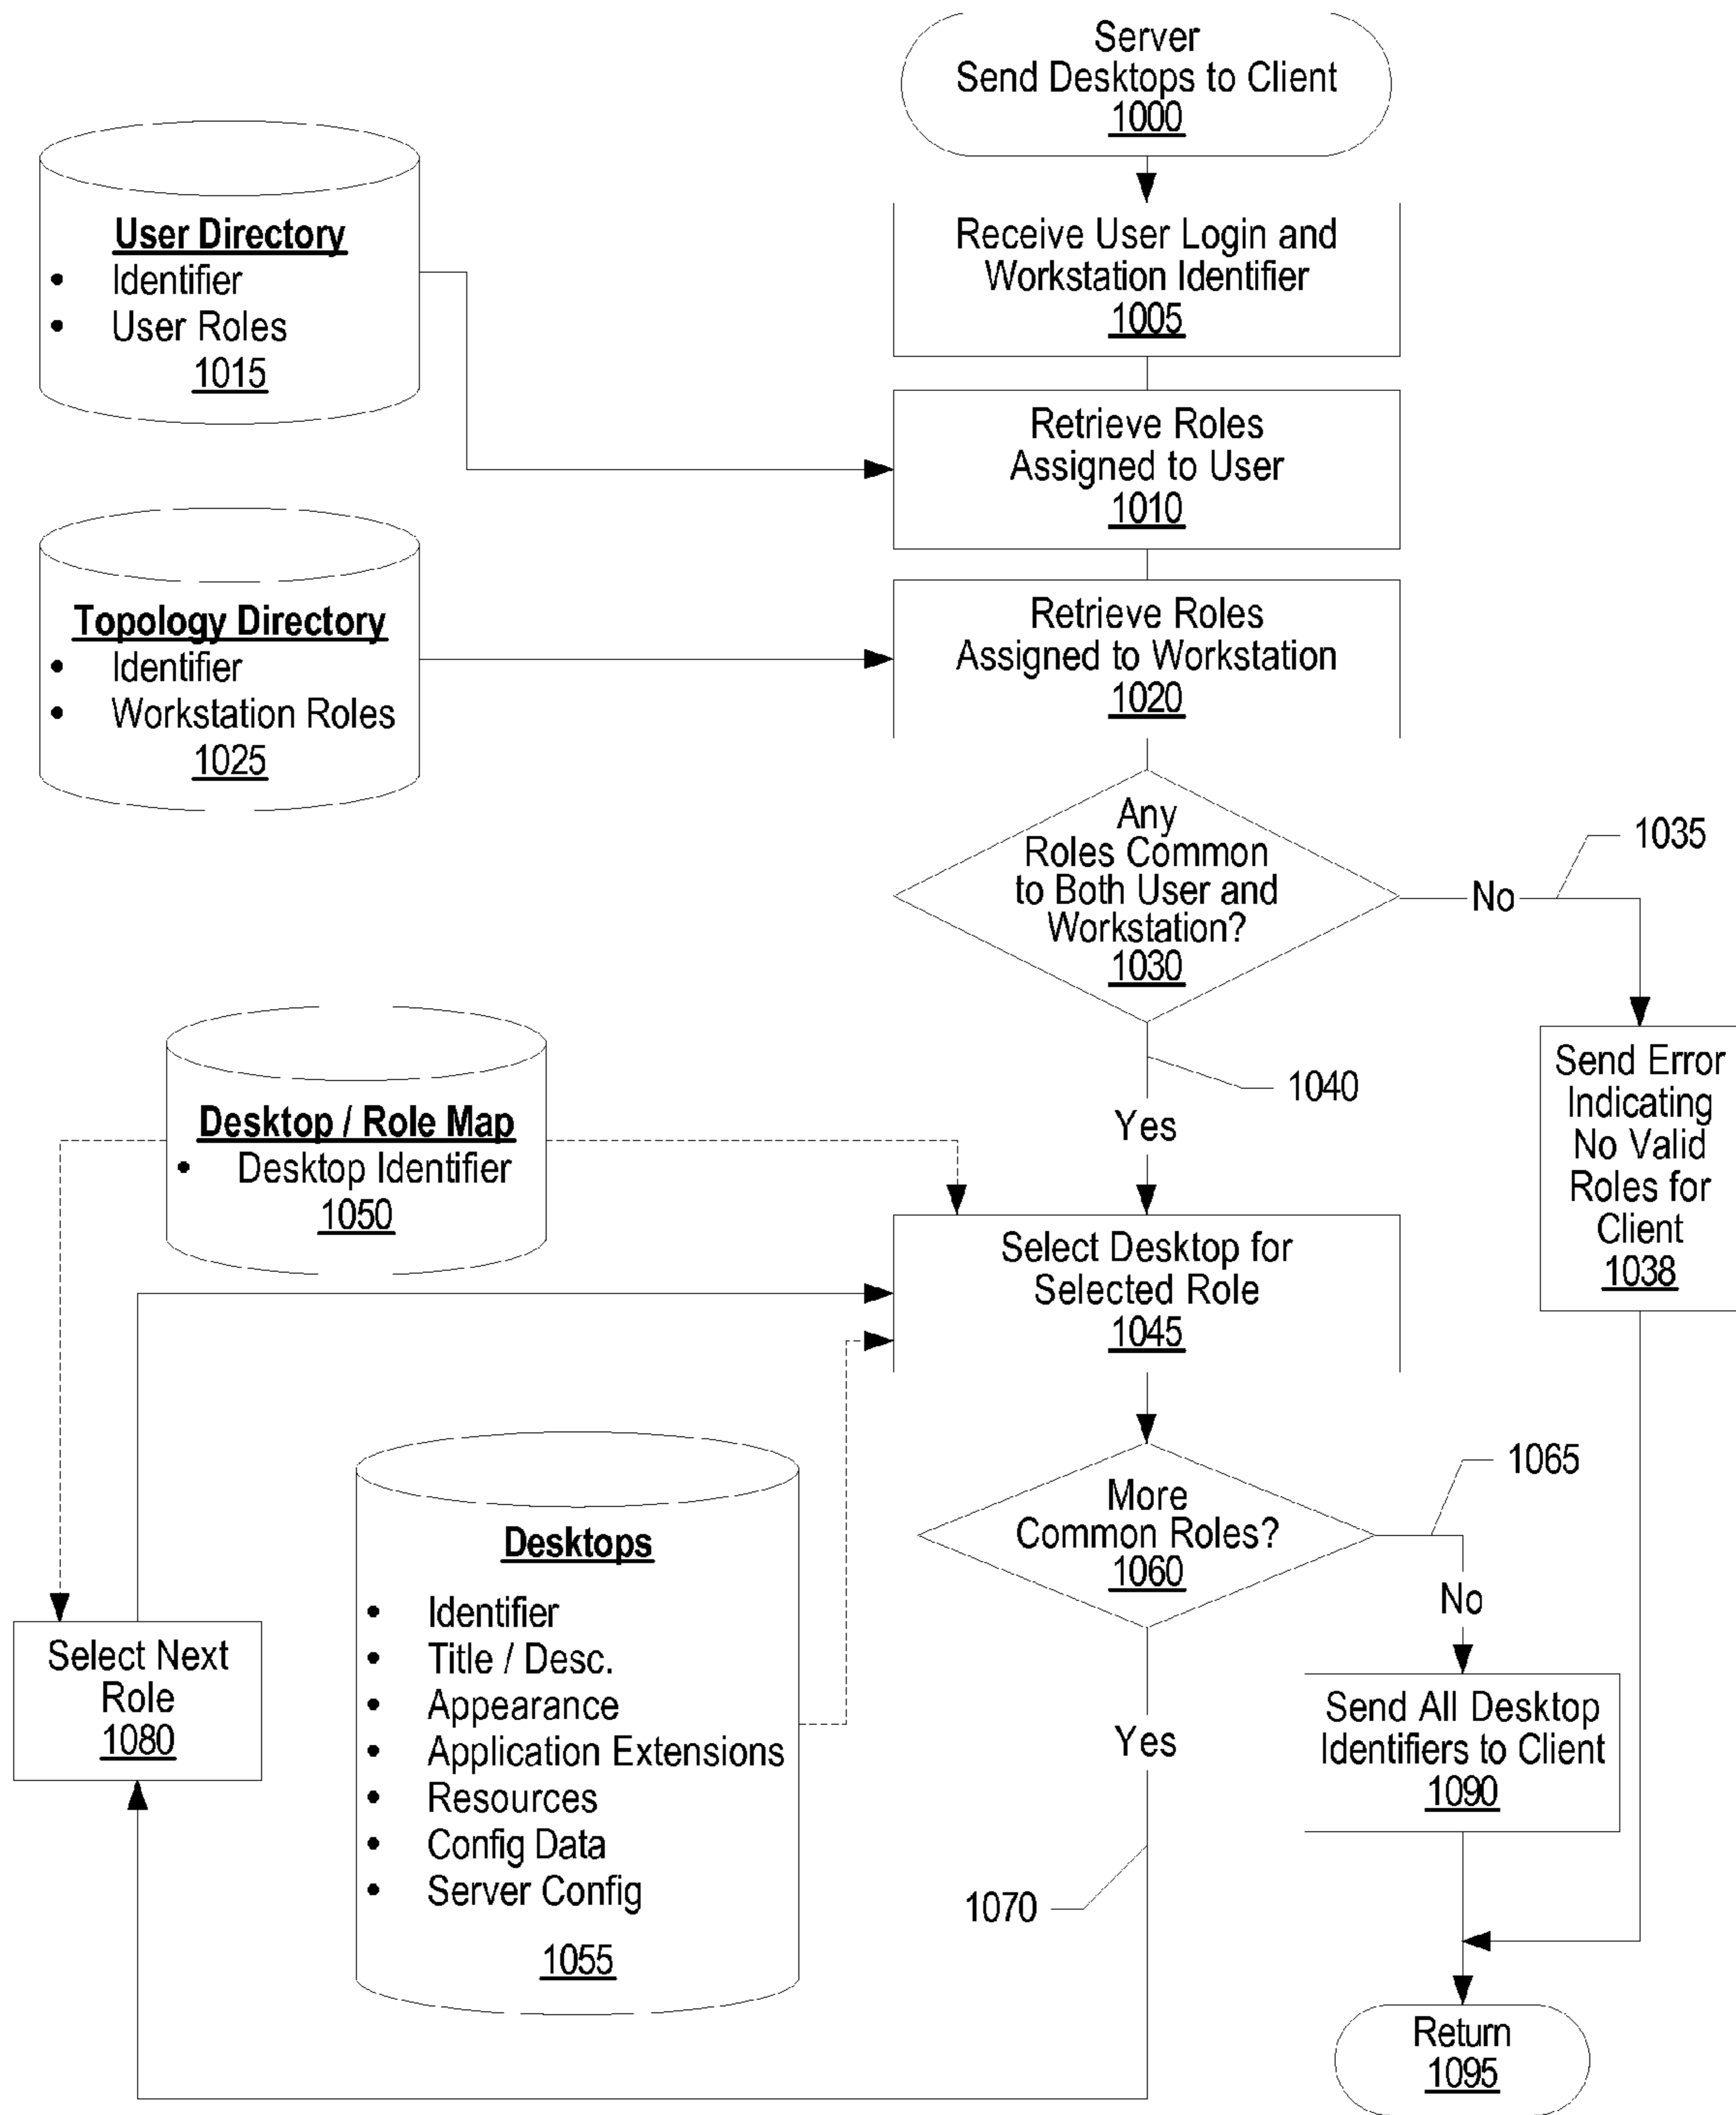 Server
Send Desktops to Client
1000
User Directory
• Identifier
• User Roles
1015
Receive User Login and
Workstation Identifier
1005
Retrieve Roles
Assigned to User
1010
Topology Directory
• Identifier
• Workstation Roles
1025
Retrieve Roles
Assigned to Workstation
1020
Any
Roles Common
to Both User and
Workstation?
1030
No
1035
1040
Yes
Send Error
Indicating
No Valid
Roles for
Client
1038
Desktop / Role Map
• Desktop Identifier
1050
Select Desktop for
Selected Role
1045
More
Common Roles?
1060
1065
No
Yes
1070
Desktops
• Identifier
• Title / Desc.
• Appearance
• Application Extensions
• Resources
• Config Data
• Server Config
1055
Select Next
Role
1080
Send All Desktop
Identifiers to Client
1090
Return
1095